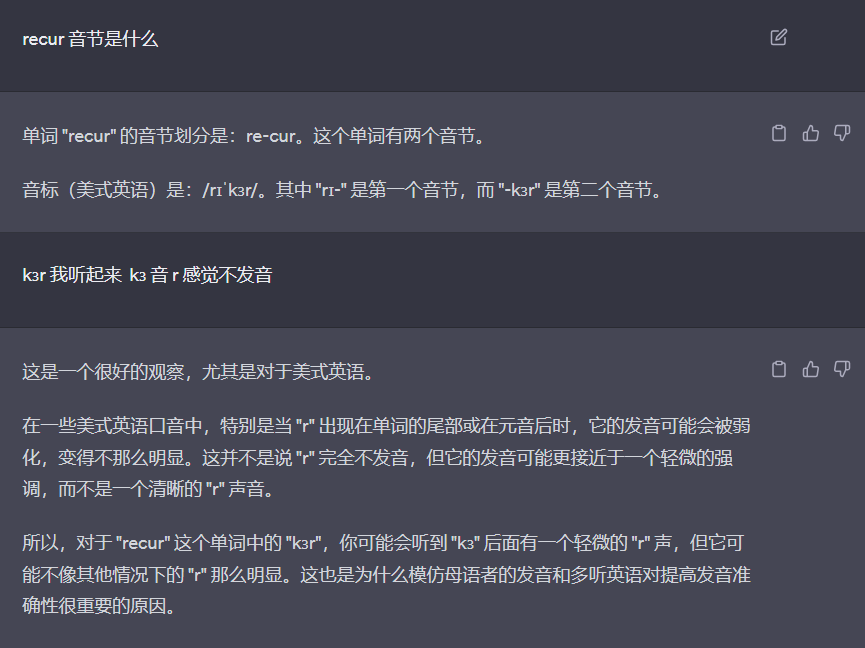 recur 音节是什么
单词 "recur" 的音节划分是：re-cur。这个单词有两个音节。
音标（美式英语）是：/rɪˈkɜr/。其中 "rɪ-" 是第一个音节，而 "-kɜr" 是第二个音节。
kɜr 我听起来  kɜ 音 r 感觉不发音
这是一个很好的观察，尤其是对于美式英语。
在一些美式英语口音中，特别是当 "r" 出现在单词的尾部或在元音后时，它的发音可能会被弱
化，变得不那么明显。这并不是说 "r" 完全不发音，但它的发音可能更接近于一个轻微的强
调，而不是一个清晰的 "r" 声音。
所以，对于 "recur" 这个单词中的 "kɜr"，你可能会听到 "kɜ" 后面有一个轻微的 "r" 声，但它可
能不像其他情况下的 "r" 那么明显。这也是为什么模仿母语者的发音和多听英语对提高发音准
确性很重要的原因。